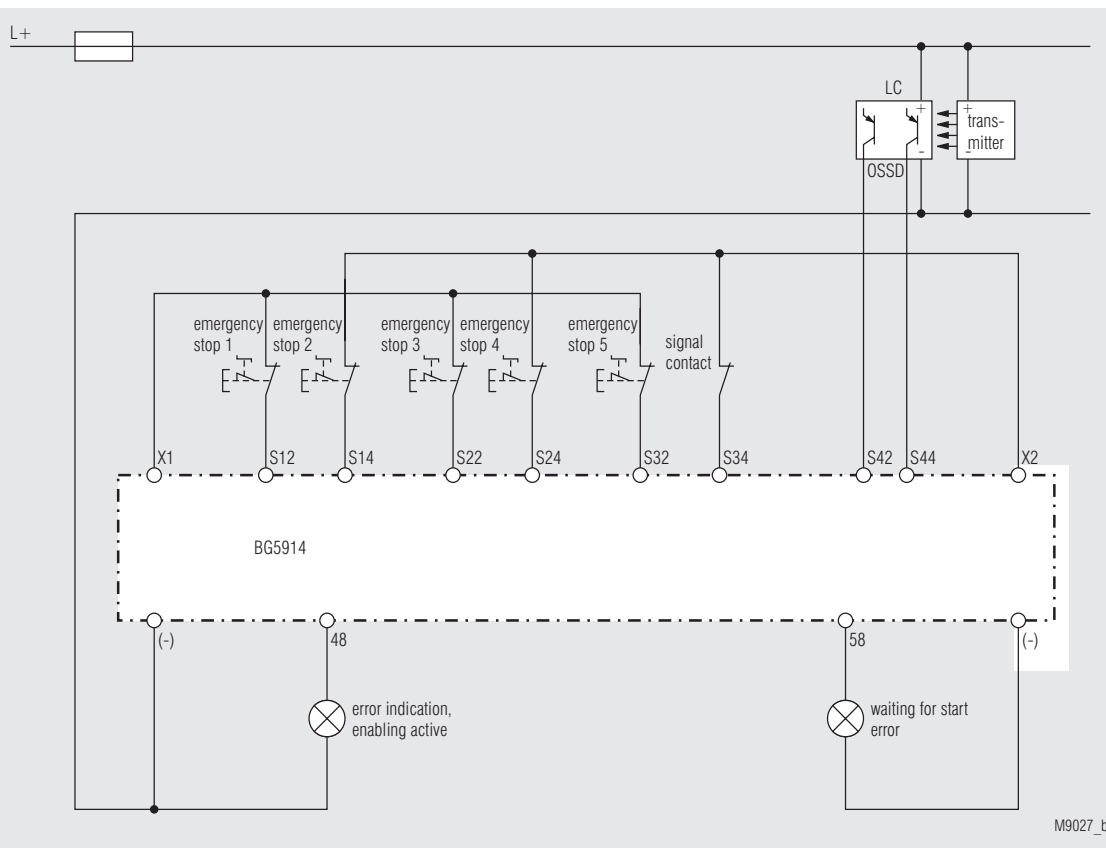 L+
LC
+
+
trans-
mitter
-
-
OSSD
emergency
stop 1
emergency
stop 2
emergency
stop 3
emergency
stop 4
emergency
stop 5
signal
contact
X1
S12
S14
S22
S24
S32
S34
S42
S44
X2
BG5914
(-)
48
58
(-)
error indication,
enabling active
waiting for start
error
M9027_b